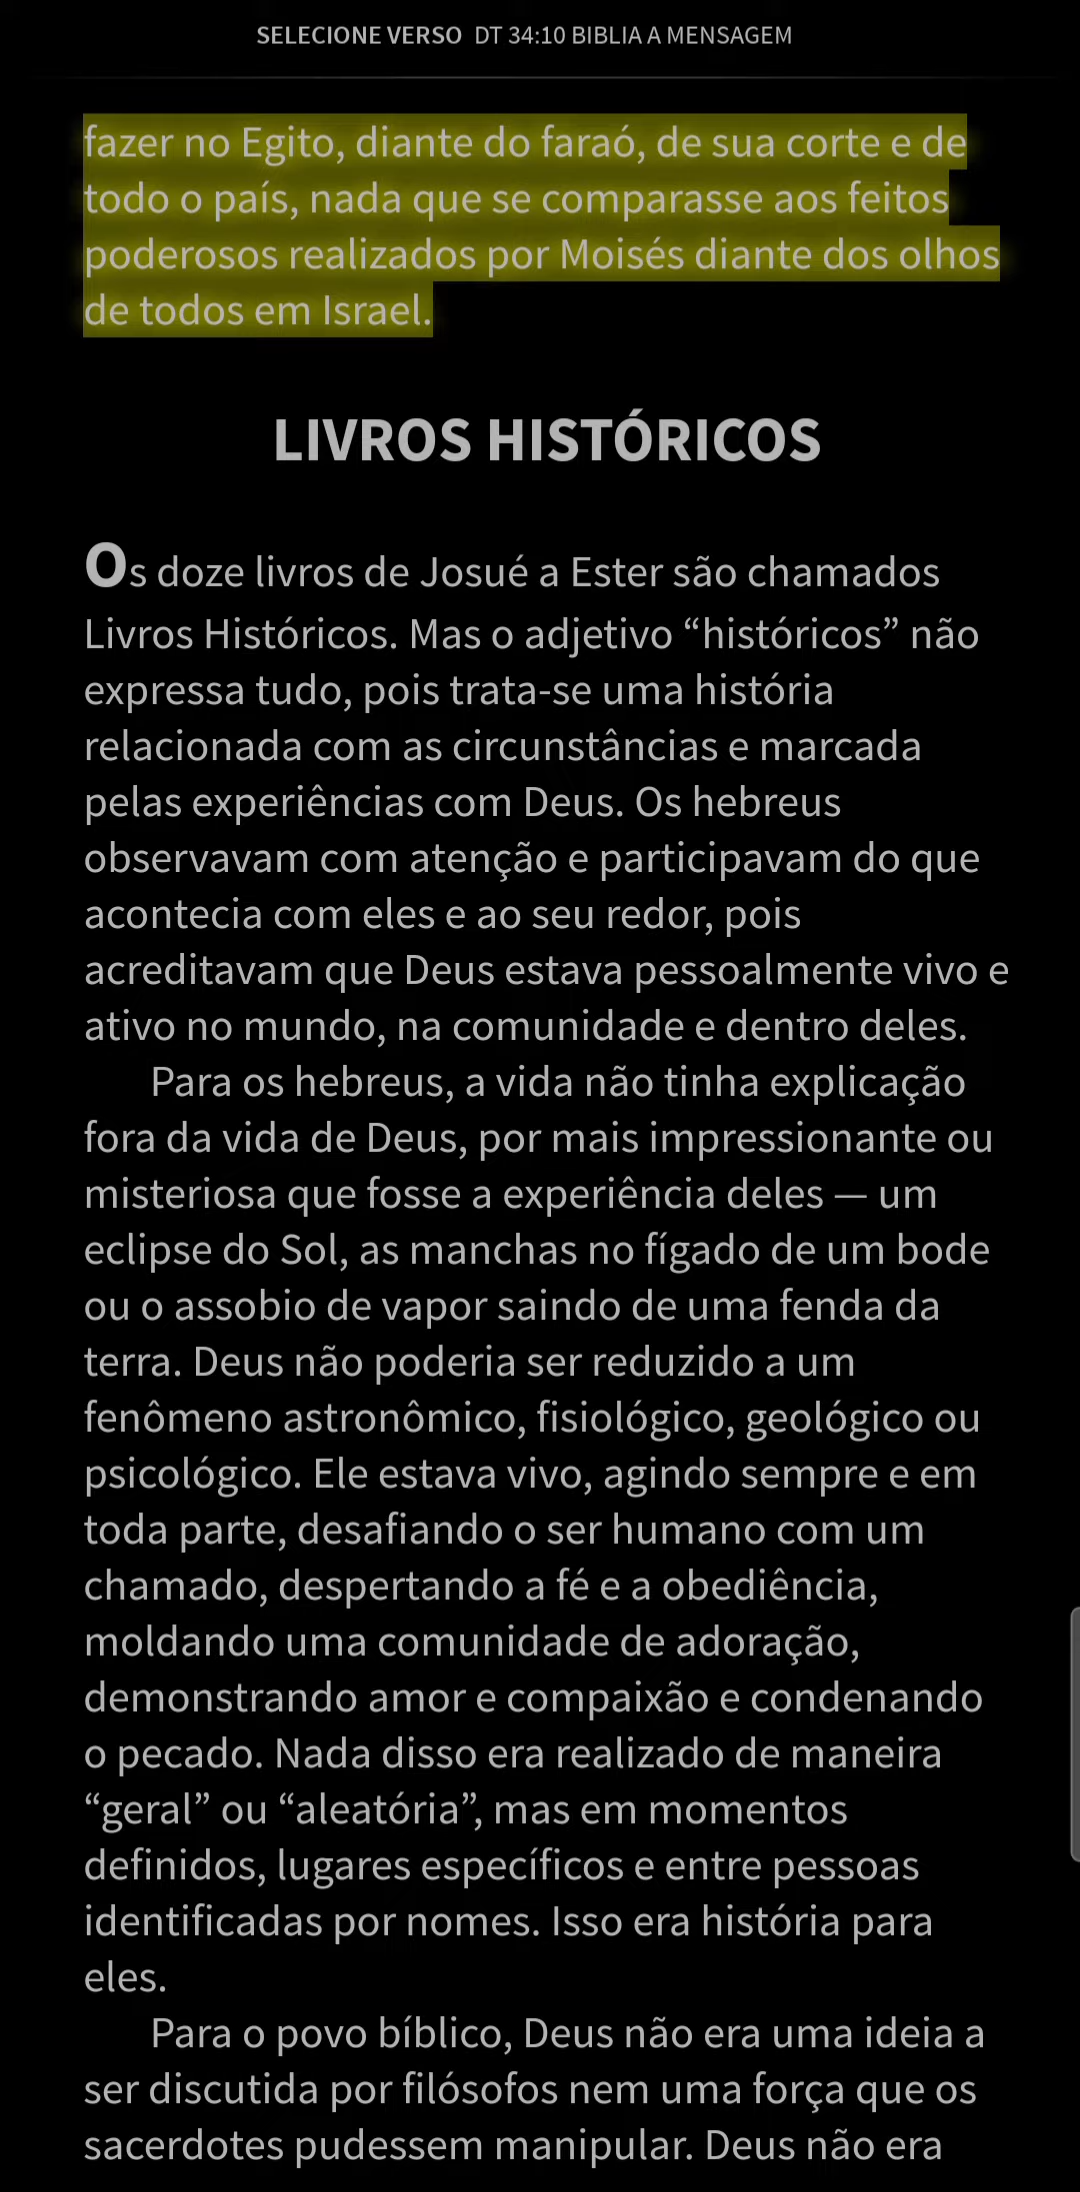 SELECIONE VERSO DT 34:10 BIBLIA A MENSAGEM
fazer no Egito, diante do faraó, de sua corte e de
todo o país, nada que se comparasse aos feitos
poderosos realizados por Moisés diante dos olhos
de todos em Israel.
LIVROS HISTÓRICOS
Os doze livros de Josué a Ester são chamados
Livros Históricos. Mas o adjetivo “históricos” não
expressa tudo, pois trata-se uma história
relacionada com as circunstâncias e marcada
pelas experiências com Deus. Os hebreus
observavam com atenção e participavam do que
acontecia com eles e ao seu redor, pois
acreditavam que Deus estava pessoalmente vivo e
ativo no mundo, na comunidade e dentro deles.
Para os hebreus, a vida não tinha explicação
fora da vida de Deus, por mais impressionante ou
misteriosa que fosse a experiência deles — um
eclipse do Sol, as manchas no fígado de um bode
ou o assobio de vapor saindo de uma fenda da
terra. Deus não poderia ser reduzido a um
fenômeno astronômico, fisiológico, geológico ou
psicológico. Ele estava vivo, agindo sempre e em
toda parte, desafiando o ser humano com um
chamado, despertando a fé e a obediência,
moldando uma comunidade de adoração,
demonstrando amor e compaixão e condenando
o pecado. Nada disso era realizado de maneira
“geral” ou “aleatória”, mas em momentos
definidos, lugares específicos e entre pessoas
identificadas por nomes. Isso era história para
eles.
Para o povo bíblico, Deus não era uma ideia a
ser discutida por filósofos nem uma força que os
sacerdotes pudessem manipular. Deus não era